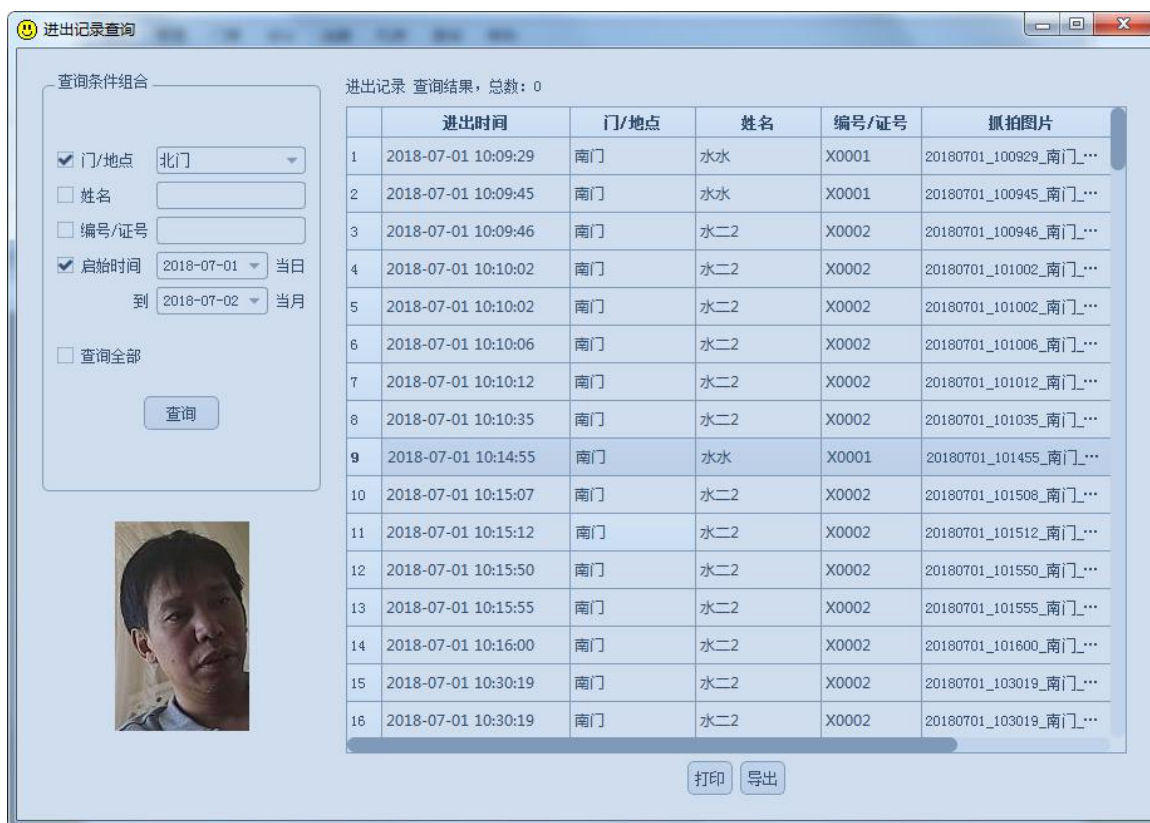 进出记录查询
查询条件组合
门/地点 北门
姓名
编号/证号
启始时间 2018-07-01 当日
到 2018-07-02 当月
查询全部
查询
进出记录 查询结果，总数: 0
进出时间 门/地点 姓名 编号/证号 抓拍图片
1 2018-07-01 10:09:29 南门 水水 X0001 20180701_100929_南门_…
2 2018-07-01 10:09:45 南门 水水 X0001 20180701_100945_南门_…
3 2018-07-01 10:09:46 南门 水二2 X0002 20180701_100946_南门_…
4 2018-07-01 10:10:02 南门 水二2 X0002 20180701_101002_南门_…
5 2018-07-01 10:10:02 南门 水二2 X0002 20180701_101002_南门_…
6 2018-07-01 10:10:06 南门 水二2 X0002 20180701_101006_南门_…
7 2018-07-01 10:10:12 南门 水二2 X0002 20180701_101012_南门_…
8 2018-07-01 10:10:35 南门 水二2 X0002 20180701_101035_南门_…
9 2018-07-01 10:14:55 南门 水水 X0001 20180701_101455_南门_…
10 2018-07-01 10:15:07 南门 水二2 X0002 20180701_101508_南门_…
11 2018-07-01 10:15:12 南门 水二2 X0002 20180701_101512_南门_…
12 2018-07-01 10:15:50 南门 水二2 X0002 20180701_101550_南门_…
13 2018-07-01 10:15:55 南门 水二2 X0002 20180701_101555_南门_…
14 2018-07-01 10:16:00 南门 水二2 X0002 20180701_101600_南门_…
15 2018-07-01 10:30:19 南门 水二2 X0002 20180701_103019_南门_…
16 2018-07-01 10:30:19 南门 水二2 X0002 20180701_103019_南门_…
打印 导出